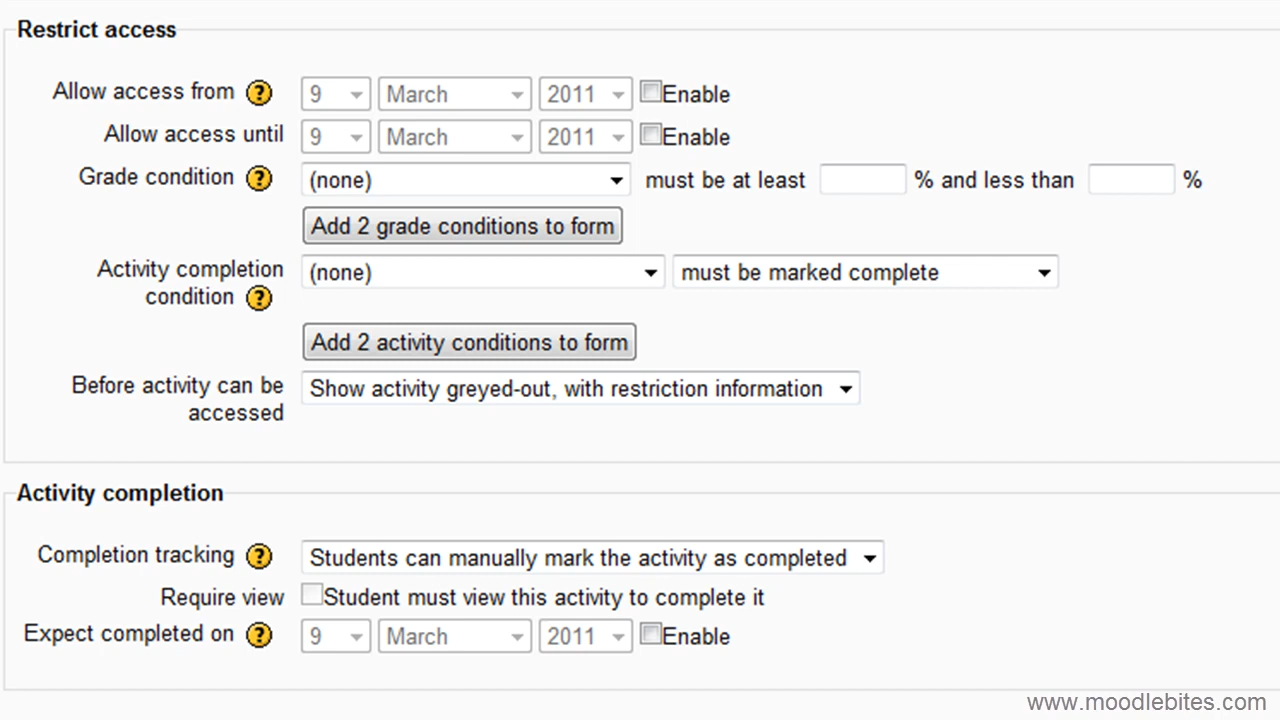 Restrict access
Allow access from ? 9 March 2011 Enable
Allow access until 9 March 2011 Enable
Grade condition ? (none) must be at least % and less than %
Add 2 grade conditions to form
Activity completion
condition ? (none) must be marked complete
Add 2 activity conditions to form
Before activity can be
accessed Show activity greyed-out, with restriction information
Activity completion
Completion tracking ? Students can manually mark the activity as completed
Require view Student must view this activity to complete it
Expect completed on ? 9 March 2011 Enable
www.moodlebites.com